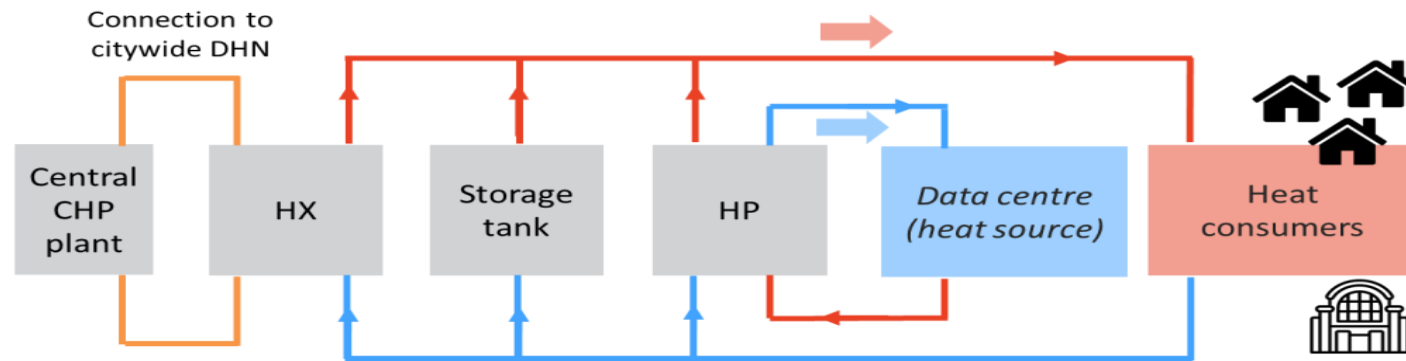 Connection to
citywide DHN
Central
CHP
plant
HX
Storage
tank
HP
Data centre
(heat source)
Heat
consumers